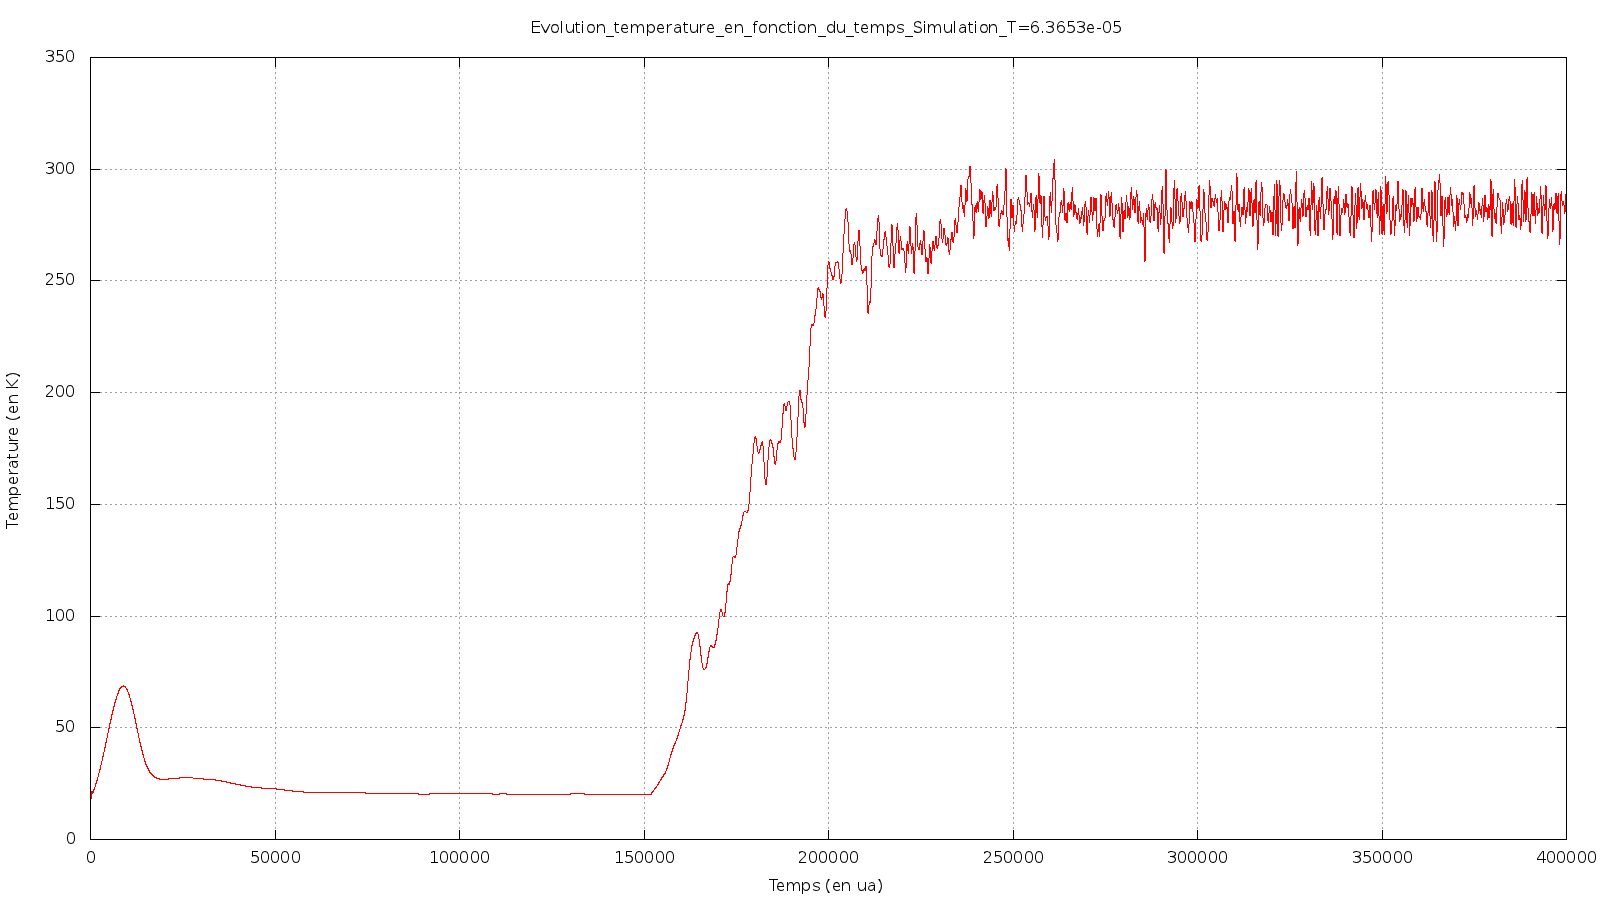 Evolution_temperature_en_fonction_du_temps_Simulation_T=6.3653e-05
350
300
250
200
150
100
50
0
Temperature (en K)
0 50000 100000 150000 200000 250000 300000 350000 400000
Temps (en ua)